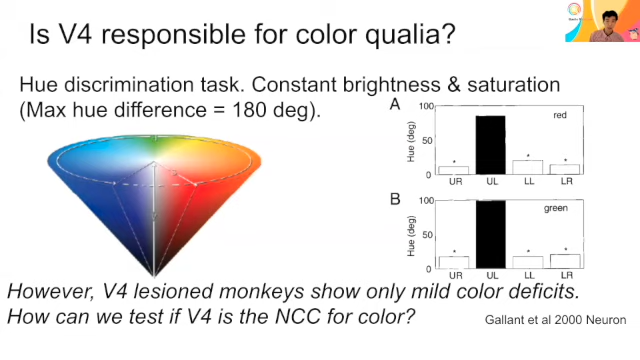 Is V4 responsible for color qualia?
Hue discrimination task. Constant brightness & saturation
(Max hue difference = 180 deg).
A
100
50
0
Hue (deg)
red
*
*
*
UR UL LL LR
B
100
50
0
Hue (deg)
green
*
*
*
UR UL LL LR
However, V4 lesioned monkeys show only mild color deficits.
How can we test if V4 is the NCC for color?
Gallant et al 2000 Neuron